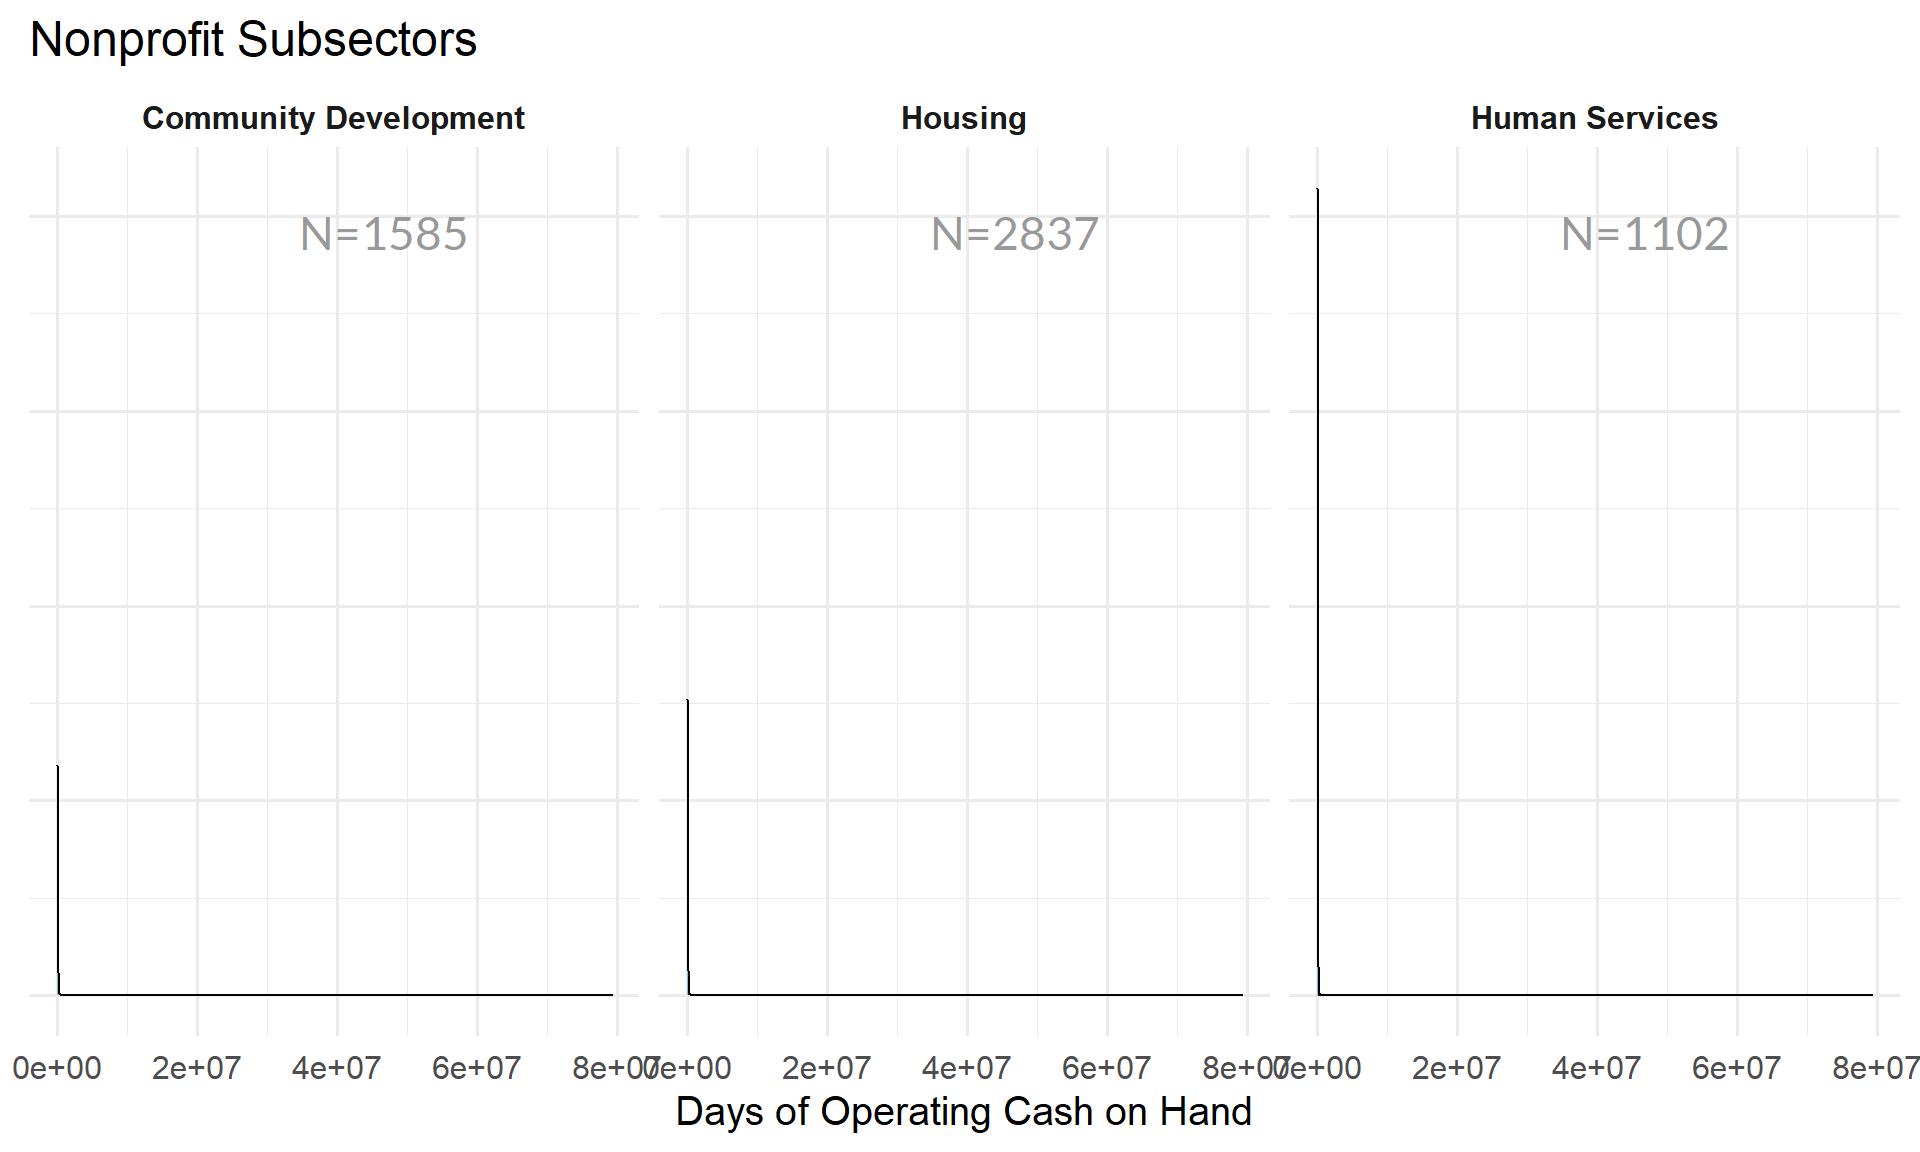 Nonprofit Subsectors
Community Development Housing Human Services
N=1585 N=2837 N=1102
0e+00 2e+07 4e+07 6e+07 8e+07 0e+00 2e+07 4e+07 6e+07 8e+07 0e+00 2e+07 4e+07 6e+07 8e+07
Days of Operating Cash on Hand